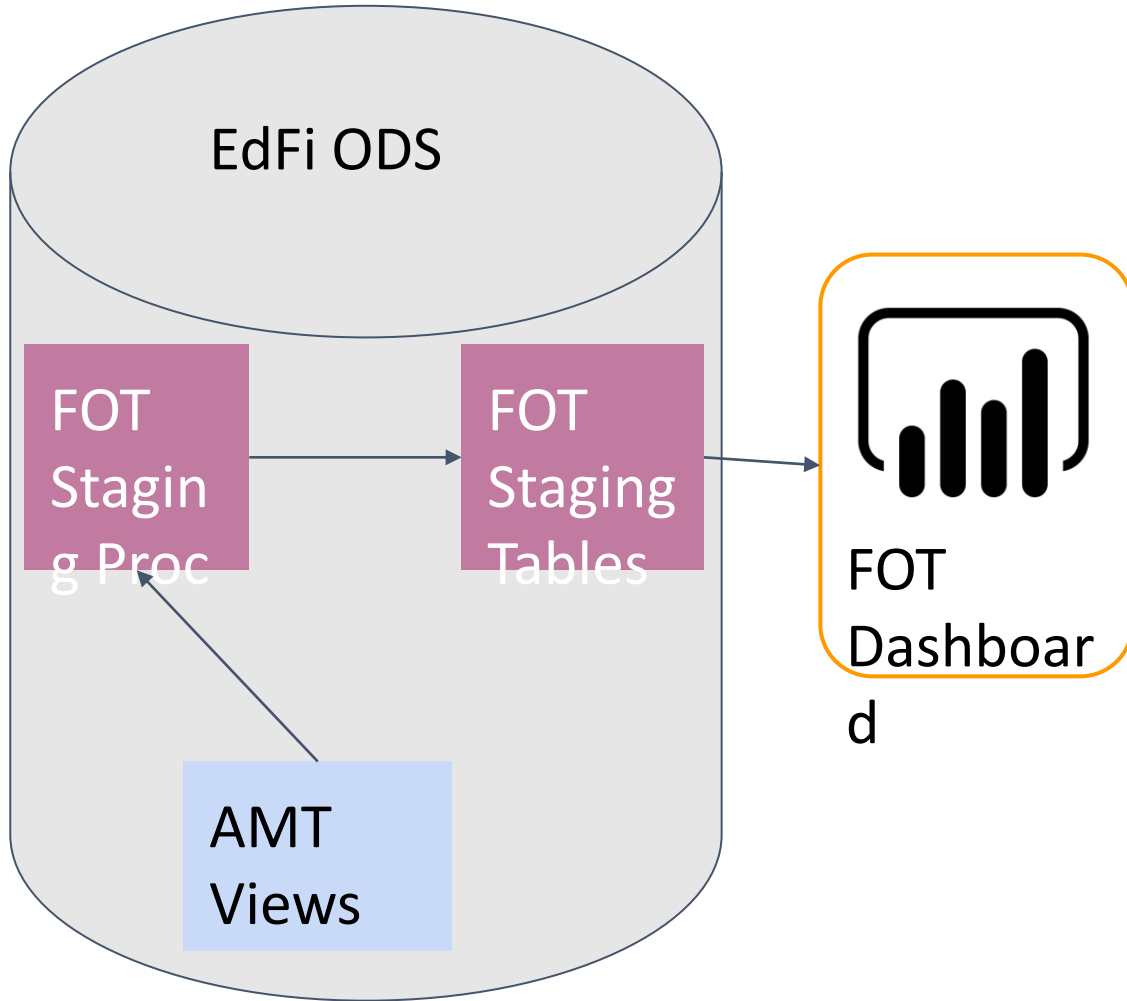 EdFi ODS
FOT
Stagin
g Proc
FOT
Staging
Tables
FOT
Dashboar
d
AMT
Views